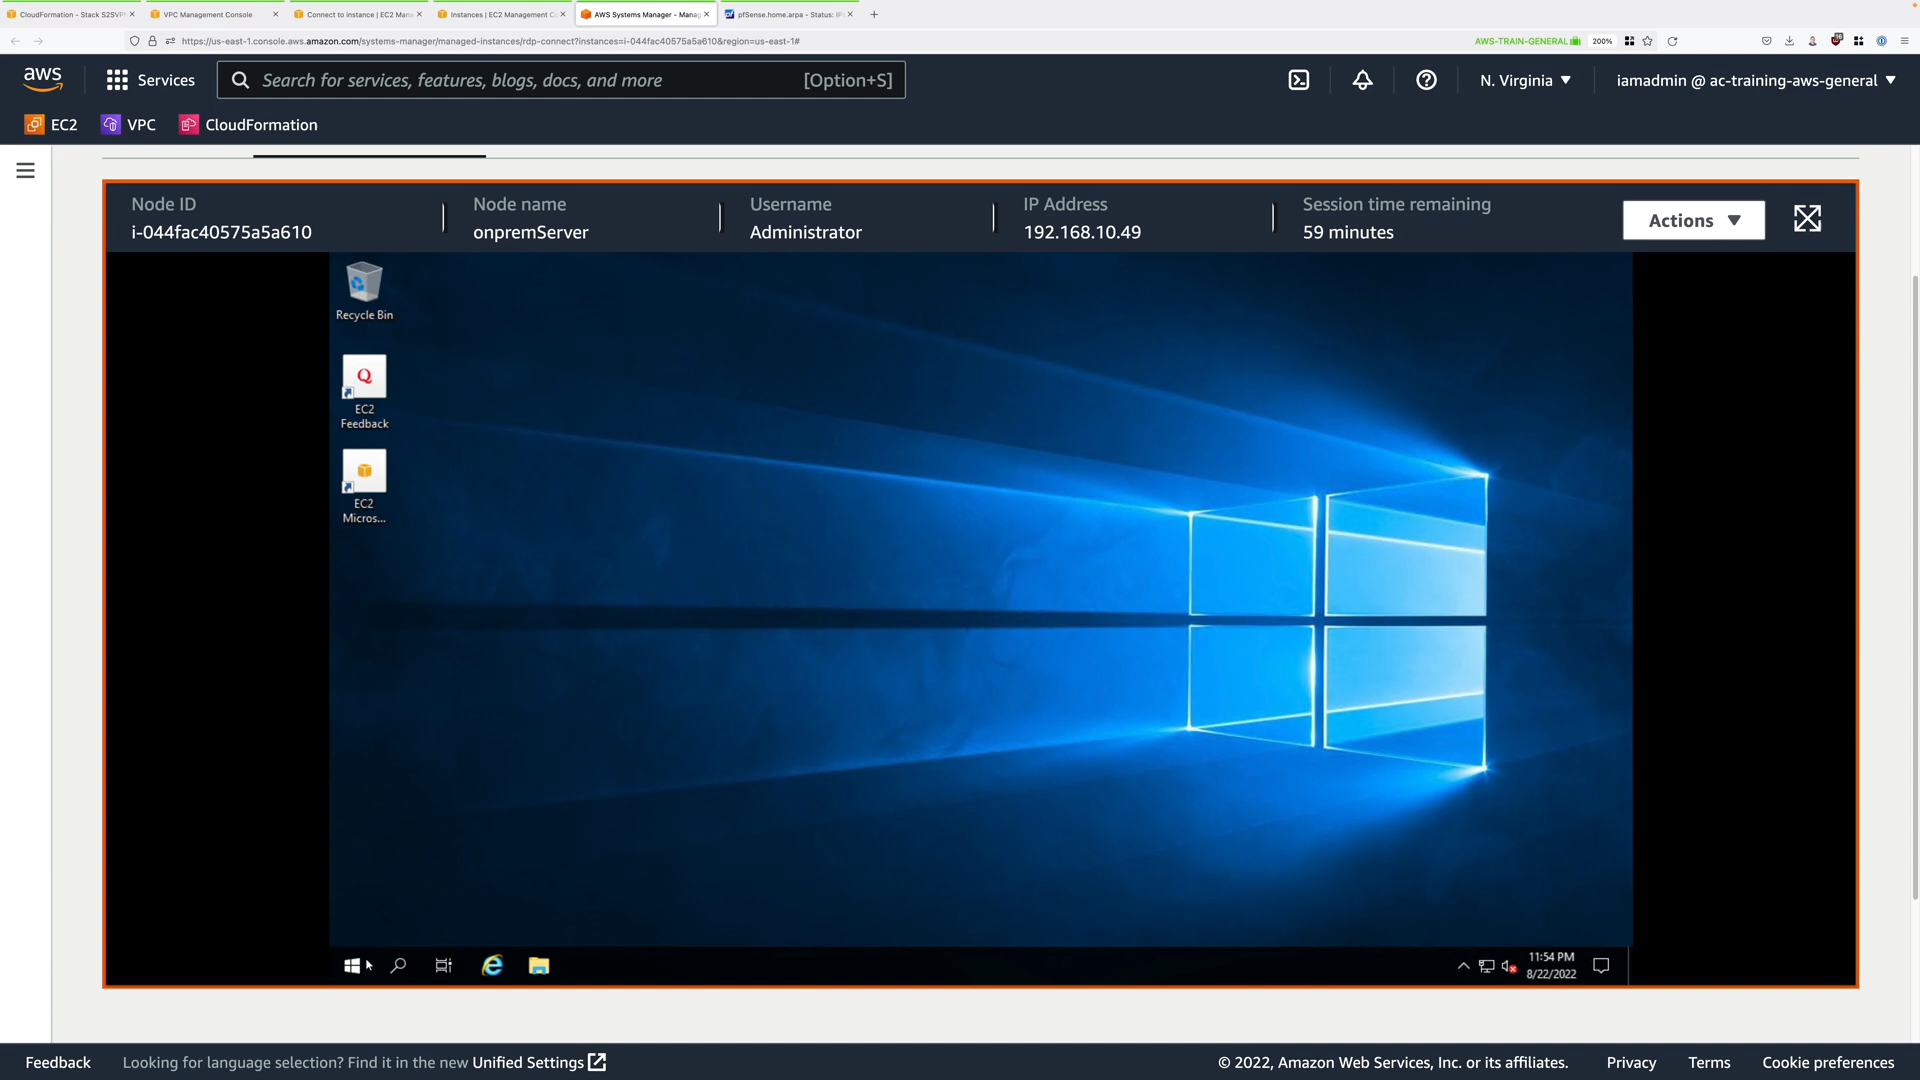 CloudFormation - Stack S2SVP
VPC Management Console
Connect to instance | EC2 Mana
Instances | EC2 Management Co
AWS Systems Manager - Manag
pfSense.home.arpa - Status: IPs
https://us-east-1.console.aws.amazon.com/systems-manager/managed-instances/rdp-connect?instances=i-044fac40575a5a610&region=us-east-1#
AWS-TRAIN-GENERAL
200%
aws
Services
Search for services, features, blogs, docs, and more
[Option+S]
N. Virginia
iamadmin @ ac-training-aws-general
EC2
VPC
CloudFormation
Node ID
i-044fac40575a5a610
Node name
onpremServer
Username
Administrator
IP Address
192.168.10.49
Session time remaining
59 minutes
Actions
Recycle Bin
EC2
Feedback
EC2
Micros...
11:54 PM
8/22/2022
Feedback
Looking for language selection? Find it in the new Unified Settings
© 2022, Amazon Web Services, Inc. or its affiliates.
Privacy
Terms
Cookie preferences